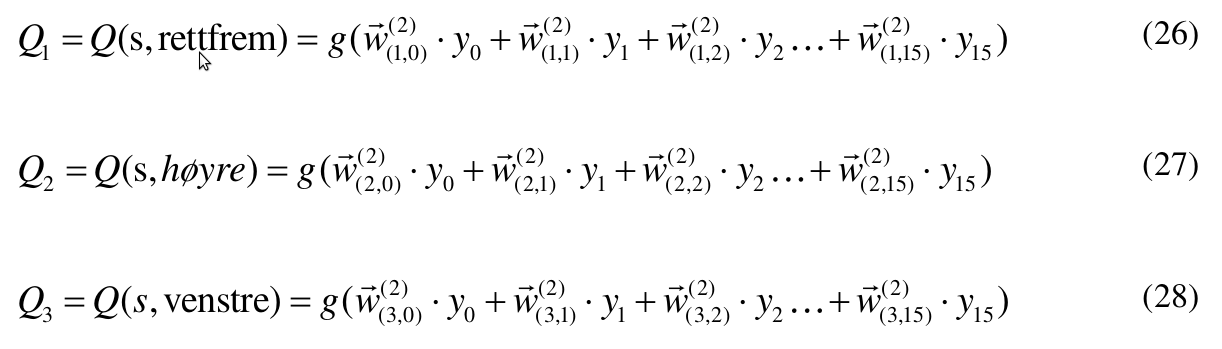 Q₁ = Q(s, rettfrem) = g(w⃗₍₁,₀₎⁽²⁾ · y₀ + w⃗₍₁,₁₎⁽²⁾ · y₁ + w⃗₍₁,₂₎⁽²⁾ · y₂ … + w⃗₍₁,₁₅₎⁽²⁾ · y₁₅) (26)
Q₂ = Q(s, høyre) = g(w⃗₍₂,₀₎⁽²⁾ · y₀ + w⃗₍₂,₁₎⁽²⁾ · y₁ + w⃗₍₂,₂₎⁽²⁾ · y₂ … + w⃗₍₂,₁₅₎⁽²⁾ · y₁₅) (27)
Q₃ = Q(s, venstre) = g(w⃗₍₃,₀₎⁽²⁾ · y₀ + w⃗₍₃,₁₎⁽²⁾ · y₁ + w⃗₍₃,₂₎⁽²⁾ · y₂ … + w⃗₍₃,₁₅₎⁽²⁾ · y₁₅) (28)